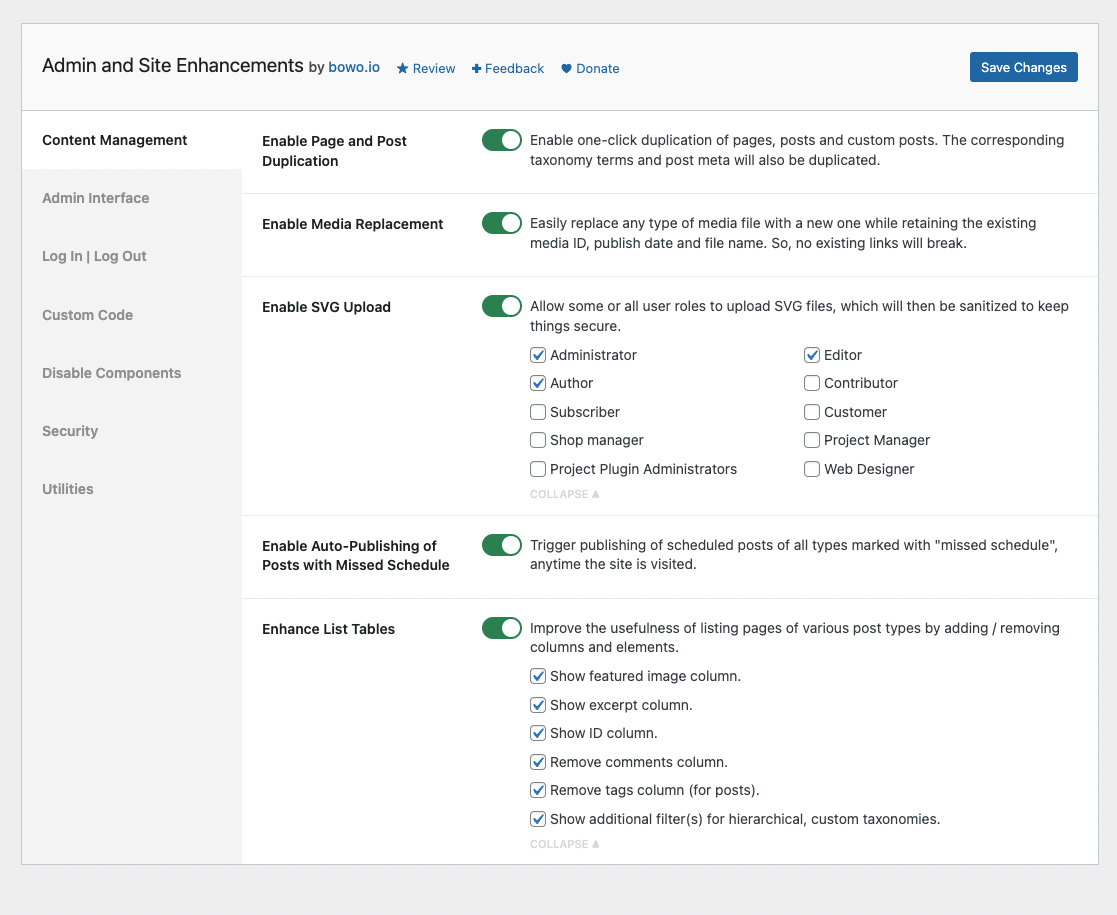 Admin and Site Enhancements by bowo.io Review Feedback Donate
Save Changes
Content Management
Admin Interface
Log In | Log Out
Custom Code
Disable Components
Security
Utilities
Enable Page and Post
Duplication
Enable one-click duplication of pages, posts and custom posts. The corresponding
taxonomy terms and post meta will also be duplicated.
Enable Media Replacement
Easily replace any type of media file with a new one while retaining the existing
media ID, publish date and file name. So, no existing links will break.
Enable SVG Upload
Allow some or all user roles to upload SVG files, which will then be sanitized to keep
things secure.
Administrator
Editor
Author
Contributor
Subscriber
Customer
Shop manager
Project Manager
Project Plugin Administrators
Web Designer
COLLAPSE
Enable Auto-Publishing of
Posts with Missed Schedule
Trigger publishing of scheduled posts of all types marked with "missed schedule",
anytime the site is visited.
Enhance List Tables
Improve the usefulness of listing pages of various post types by adding / removing
columns and elements.
Show featured image column.
Show excerpt column.
Show ID column.
Remove comments column.
Remove tags column (for posts).
Show additional filter(s) for hierarchical, custom taxonomies.
COLLAPSE